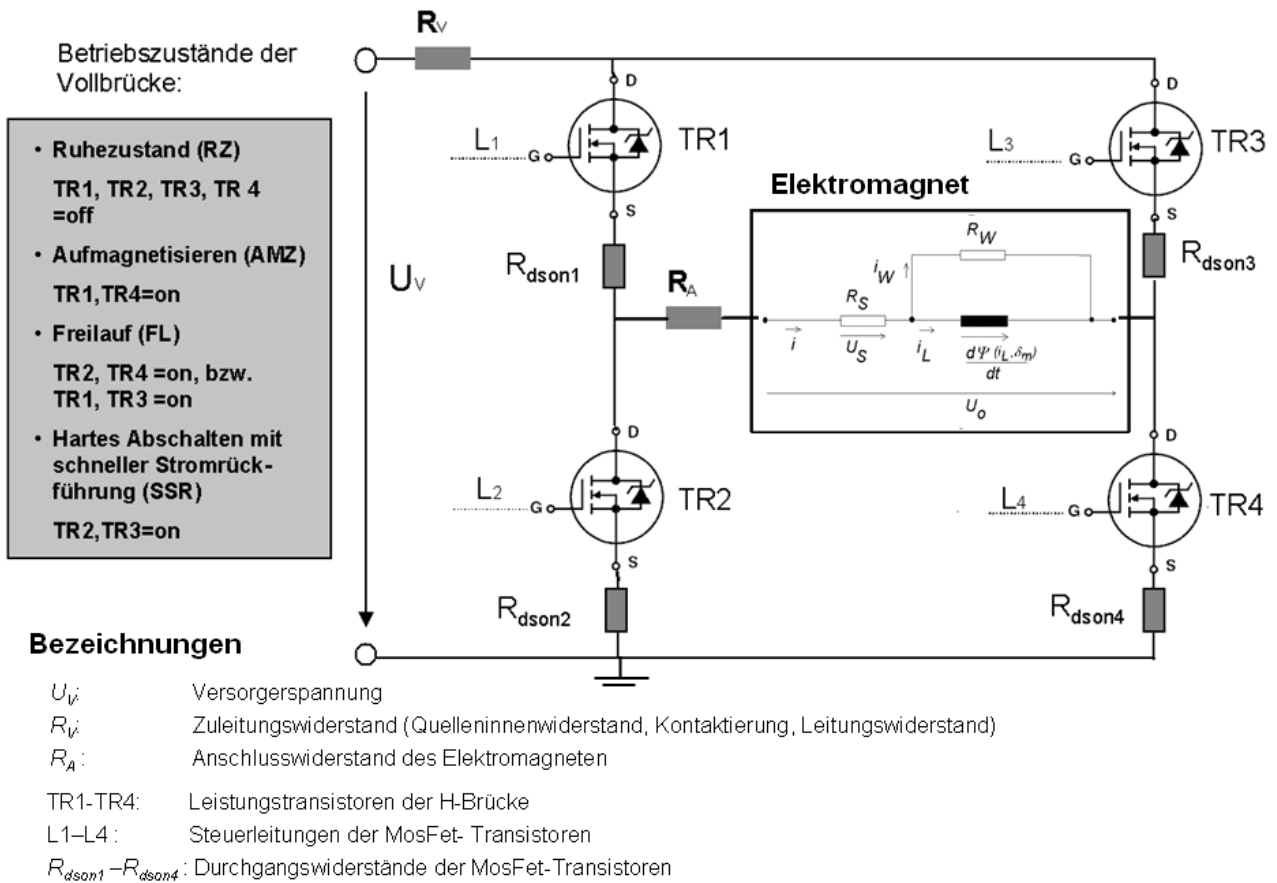 Betriebszustände der
Vollbrücke:
• Ruhezustand (RZ)
TR1, TR2, TR3, TR 4
=off
• Aufmagnetisieren (AMZ)
TR1,TR4=on
• Freilauf (FL)
TR2, TR4 =on, bzw.
TR1, TR3 =on
• Hartes Abschalten mit
schneller Stromrück-
führung (SSR)
TR2,TR3=on
RV
UV
D
L1
G
TR1
S
Rdson1
RA
D
L3
G
TR3
S
Rdson3
Elektromagnet
RW
iW
RS
i
US
iL
dΨ (iL,δm)
dt
Uo
D
L2
G
TR2
S
Rdson2
D
L4
G
TR4
S
Rdson4
Bezeichnungen
UV: Versorgerspannung
RV: Zuleitungswiderstand (Quelleninnenwiderstand, Kontaktierung, Leitungswiderstand)
RA: Anschlusswiderstand des Elektromagneten
TR1-TR4: Leistungstransistoren der H-Brücke
L1–L4 : Steuerleitungen der MosFet- Transistoren
Rdson1 –Rdson4: Durchgangswiderstände der MosFet-Transistoren